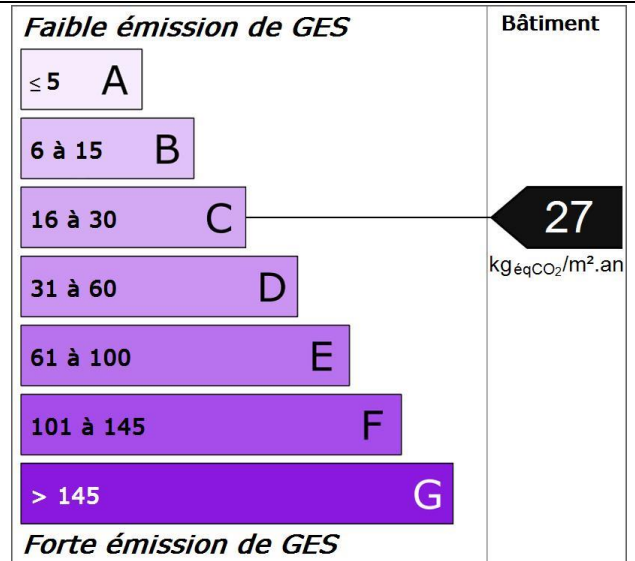 Faible émission de GES
Bâtiment
≤ 5 A
6 à 15 B
16 à 30 C
27
kgéqCO₂/m².an
31 à 60 D
61 à 100 E
101 à 145 F
> 145 G
Forte émission de GES